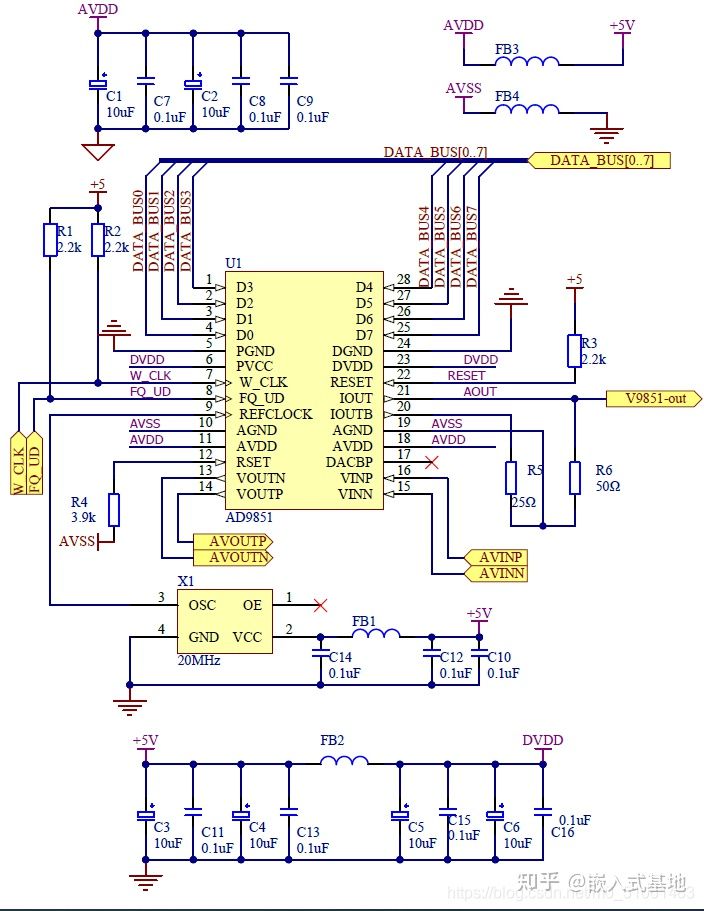 AVDD
AVDD
+5V
FB3
AVSS
FB4
C1
10uF
C7
0.1uF
C2
10uF
C8
0.1uF
C9
0.1uF
DATA_BUS[0..7]
DATA_BUS[0..7]
+5
R1
2.2k
R2
2.2k
DATA_BUS0
DATA_BUS1
DATA_BUS2
DATA_BUS3
DATA_BUS4
DATA_BUS5
DATA_BUS6
DATA_BUS7
U1
1 D3 D4 28
2 D2 D5 27
3 D1 D6 26
4 D0 D7 25
5 PGND DGND 24
DVDD 6 PVCC DVDD 23 DVDD
W_CLK 7 W_CLK RESET 22 RESET
FQ_UD 8 FQ_UD IOUT 21 AOUT
9 REFCLOCK IOUTB 20
AVSS 10 AGND AGND 19 AVSS
AVDD 11 AVDD AVDD 18 AVDD
12 RSET DACBP 17
13 VOUTN VINP 16
14 VOUTP VINN 15
AD9851
+5
R3
2.2k
V9851-out
W_CLK
FQ_UD
R4
3.9k
AVSS
R5
25Ω
R6
50Ω
AVOUTP
AVOUTN
AVINP
AVINN
X1
3 OSC OE 1
4 GND VCC 2
20MHz
FB1
+5V
C14
0.1uF
C12
0.1uF
C10
0.1uF
+5V
FB2
DVDD
C3
10uF
C11
0.1uF
C4
10uF
C13
0.1uF
C5
10uF
C15
0.1uF
C6
10uF
0.1uF
C16
知乎 @嵌入式基地